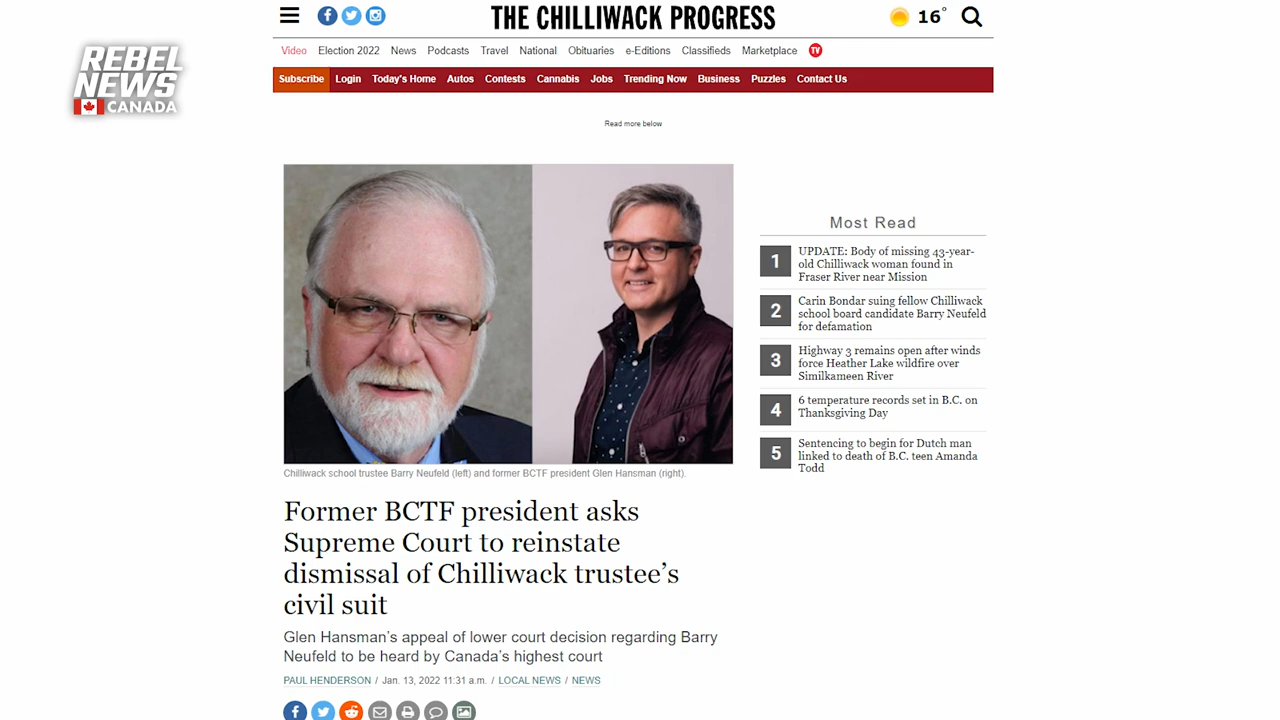 REBEL
NEWS
CANADA
THE CHILLIWACK PROGRESS
16°
Video Election 2022 News Podcasts Travel National Obituaries e-Editions Classifieds Marketplace TV
Subscribe Login Today's Home Autos Contests Cannabis Jobs Trending Now Business Puzzles Contact Us
Read more below
Chilliwack school trustee Barry Neufeld (left) and former BCTF president Glen Hansman (right).
Former BCTF president asks
Supreme Court to reinstate
dismissal of Chilliwack trustee's
civil suit
Glen Hansman's appeal of lower court decision regarding Barry
Neufeld to be heard by Canada's highest court
PAUL HENDERSON / Jan. 13, 2022 11:31 a.m. / LOCAL NEWS / NEWS
Most Read
1
UPDATE: Body of missing 43-year-
old Chilliwack woman found in
Fraser River near Mission
2
Carin Bondar suing fellow Chilliwack
school board candidate Barry Neufeld
for defamation
3
Highway 3 remains open after winds
force Heather Lake wildfire over
Similkameen River
4
6 temperature records set in B.C. on
Thanksgiving Day
5
Sentencing to begin for Dutch man
linked to death of B.C. teen Amanda
Todd